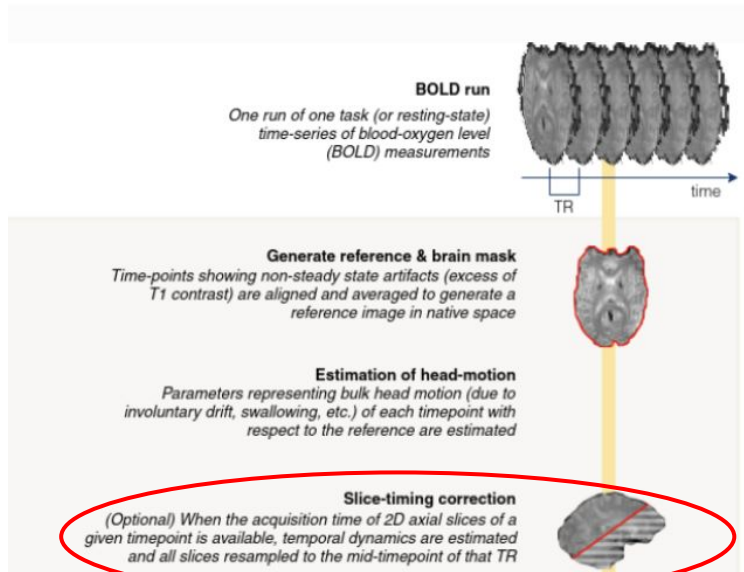 BOLD run
One run of one task (or resting-state)
time-series of blood-oxygen level
(BOLD) measurements
time
TR
Generate reference & brain mask
Time-points showing non-steady state artifacts (excess of
T1 contrast) are aligned and averaged to generate a
reference image in native space
Estimation of head-motion
Parameters representing bulk head motion (due to
involuntary drift, swallowing, etc.) of each timepoint with
respect to the reference are estimated
Slice-timing correction
(Optional) When the acquisition time of 2D axial slices of a
given timepoint is available, temporal dynamics are estimated
and all slices resampled to the mid-timepoint of that TR